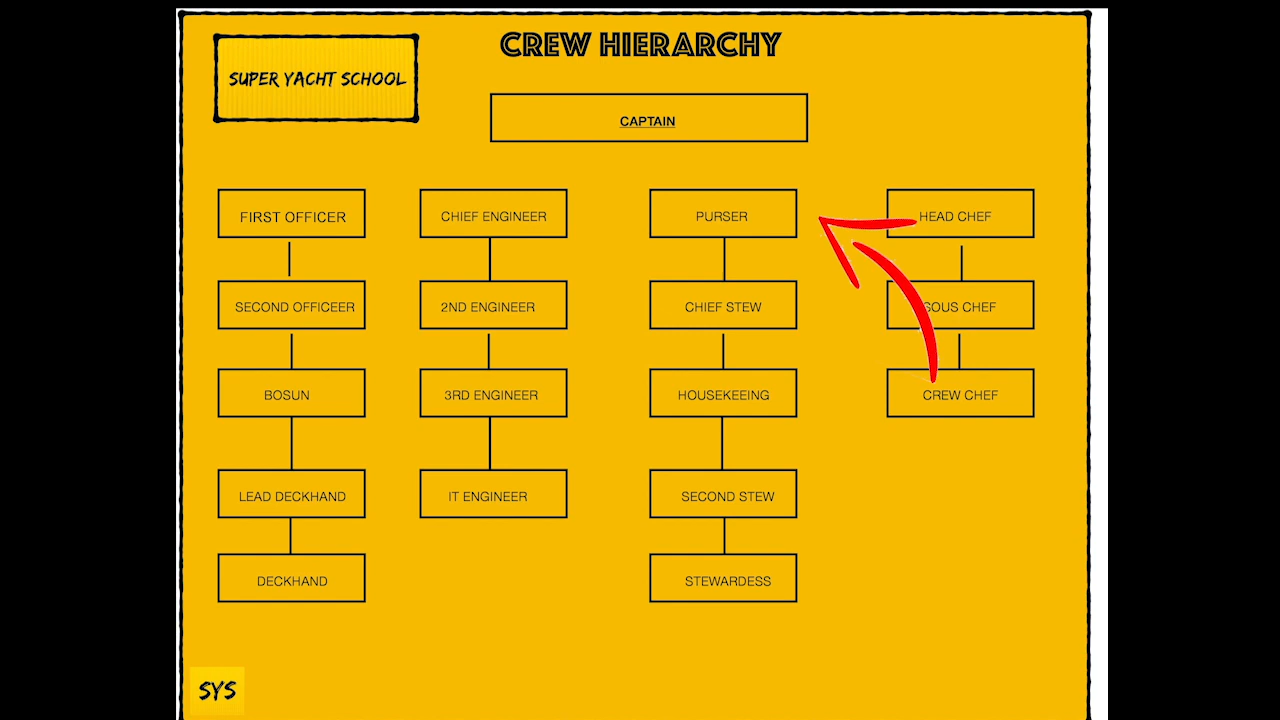 CREW HIERARCHY
SUPER YACHT SCHOOL
CAPTAIN
FIRST OFFICER
CHIEF ENGINEER
PURSER
HEAD CHEF
SECOND OFFICEER
2ND ENGINEER
CHIEF STEW
SOUS CHEF
BOSUN
3RD ENGINEER
HOUSEKEEING
CREW CHEF
LEAD DECKHAND
IT ENGINEER
SECOND STEW
DECKHAND
STEWARDESS
SYS